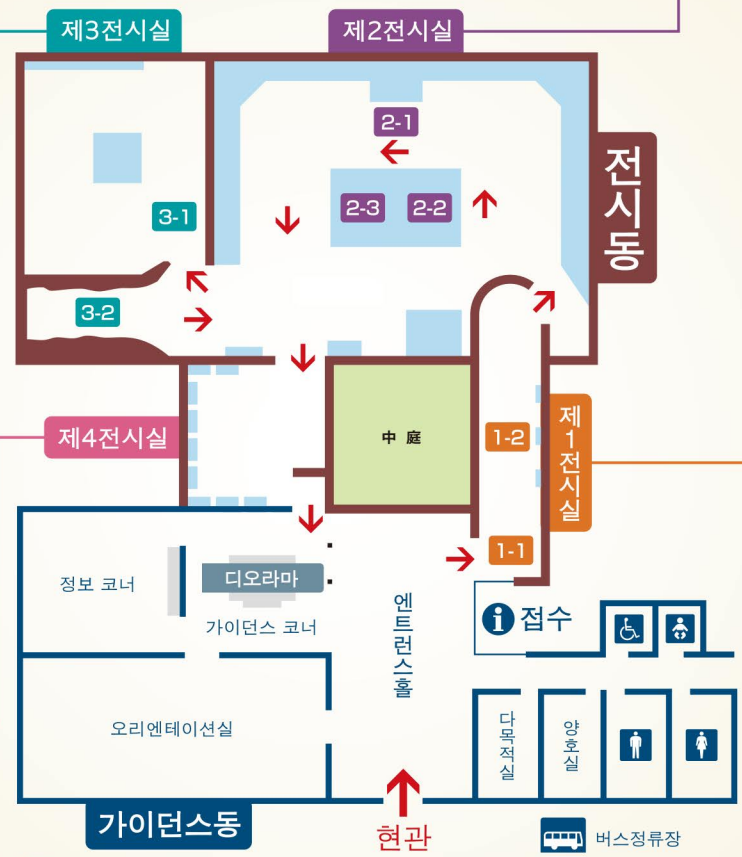 제3전시실
제2전시실
2-1
전시동
2-3
2-2
3-1
3-2
제4전시실
中庭
1-2
제1전시실
1-1
정보 코너
디오라마
가이던스 코너
엔트런스홀
i 접수
오리엔테이션실
다목적실
양호실
가이던스동
현관
버스정류장